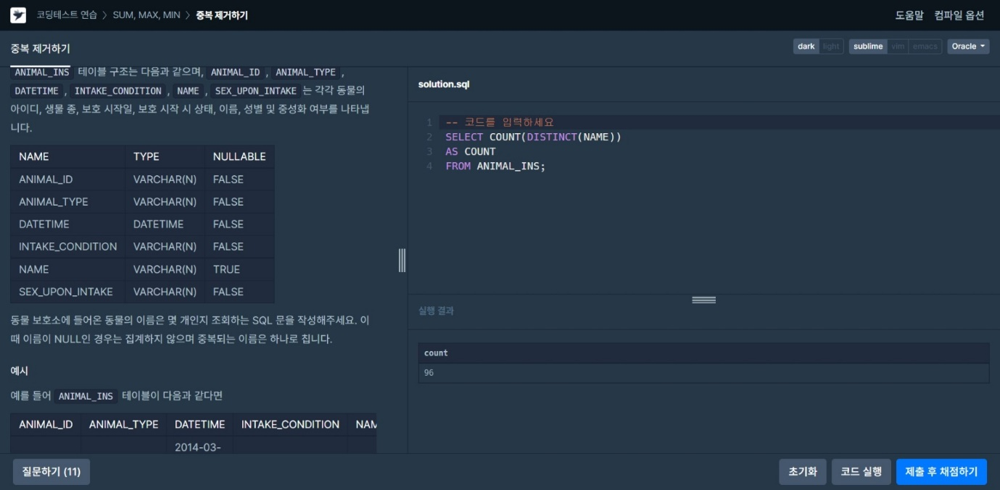 코딩테스트 연습 〉 SUM, MAX, MIN 〉 중복 제거하기
도움말 컴파일 옵션
중복 제거하기
dark light sublime vim emacs Oracle
ANIMAL_INS 테이블 구조는 다음과 같으며, ANIMAL_ID , ANIMAL_TYPE ,
DATETIME , INTAKE_CONDITION , NAME , SEX_UPON_INTAKE 는 각각 동물의
아이디, 생물 종, 보호 시작일, 보호 시작 시 상태, 이름, 성별 및 중성화 여부를 나타냅
니다.
NAME TYPE NULLABLE
ANIMAL_ID VARCHAR(N) FALSE
ANIMAL_TYPE VARCHAR(N) FALSE
DATETIME DATETIME FALSE
INTAKE_CONDITION VARCHAR(N) FALSE
NAME VARCHAR(N) TRUE
SEX_UPON_INTAKE VARCHAR(N) FALSE
동물 보호소에 들어온 동물의 이름은 몇 개인지 조회하는 SQL 문을 작성해주세요. 이
때 이름이 NULL인 경우는 집계하지 않으며 중복되는 이름은 하나로 칩니다.
예시
예를 들어 ANIMAL_INS 테이블이 다음과 같다면
ANIMAL_ID ANIMAL_TYPE DATETIME INTAKE_CONDITION NAM
2014-03-
solution.sql
1 -- 코드를 입력하세요
2 SELECT COUNT(DISTINCT(NAME))
3 AS COUNT
4 FROM ANIMAL_INS;
실행 결과
count
96
질문하기 (11)
초기화 코드 실행 제출 후 채점하기